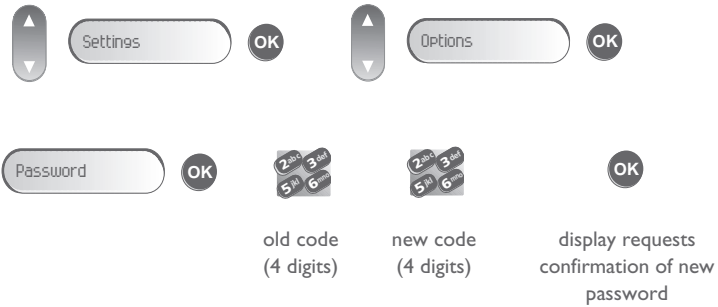 Settings OK Options OK
Password OK 2abc 3def 5jkl 6mno 2abc 3def 5jkl 6mno OK
old code new code display requests
(4 digits) (4 digits) confirmation of new
password